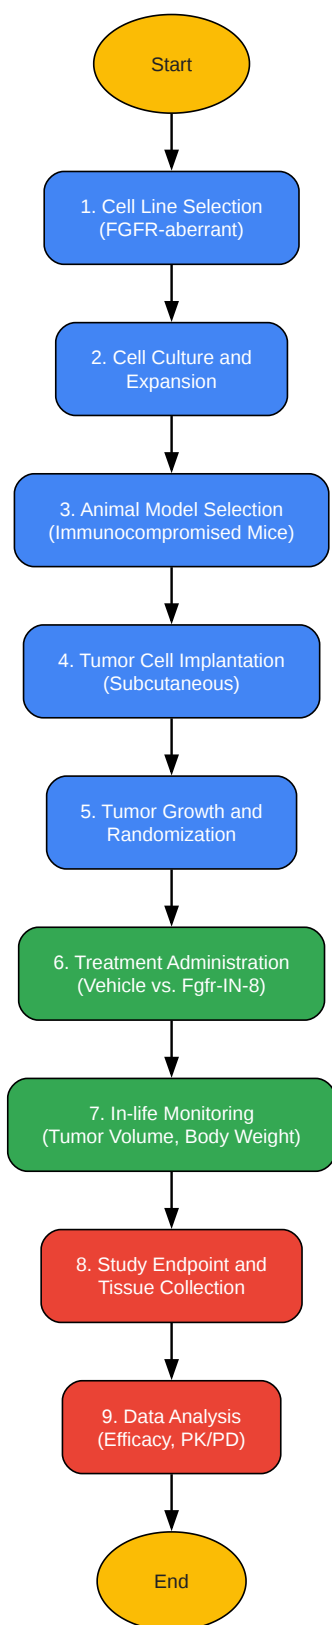 Start
1. Cell Line Selection
(FGFR-aberrant)
2. Cell Culture and
Expansion
3. Animal Model Selection
(Immunocompromised Mice)
4. Tumor Cell Implantation
(Subcutaneous)
5. Tumor Growth and
Randomization
6. Treatment Administration
(Vehicle vs. Fgfr-IN-8)
7. In-life Monitoring
(Tumor Volume, Body Weight)
8. Study Endpoint and
Tissue Collection
9. Data Analysis
(Efficacy, PK/PD)
End